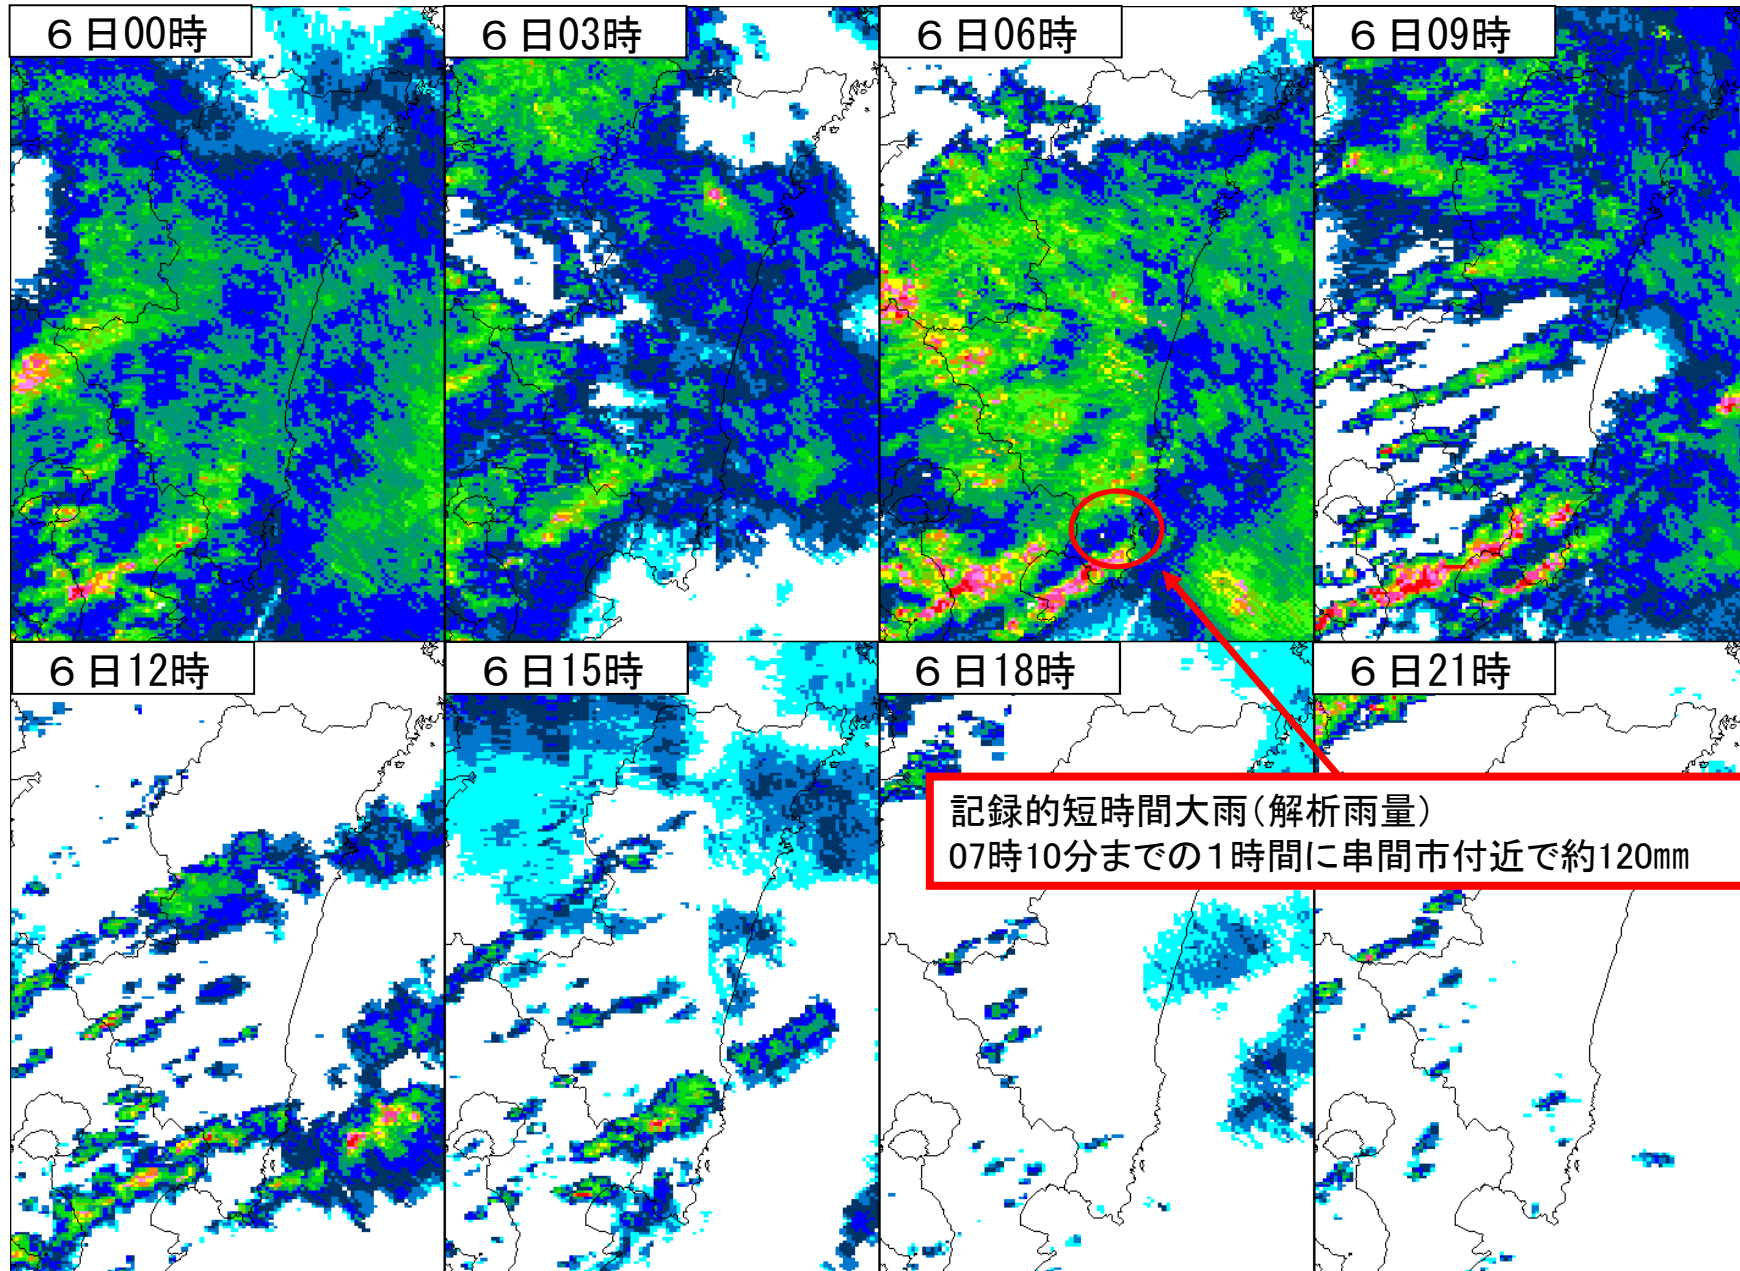 ６日00時
６日03時
６日06時
６日09時
６日12時
６日15時
６日18時
６日21時
記録的短時間大雨（解析雨量）
07時10分までの１時間に串間市付近で約120㎜